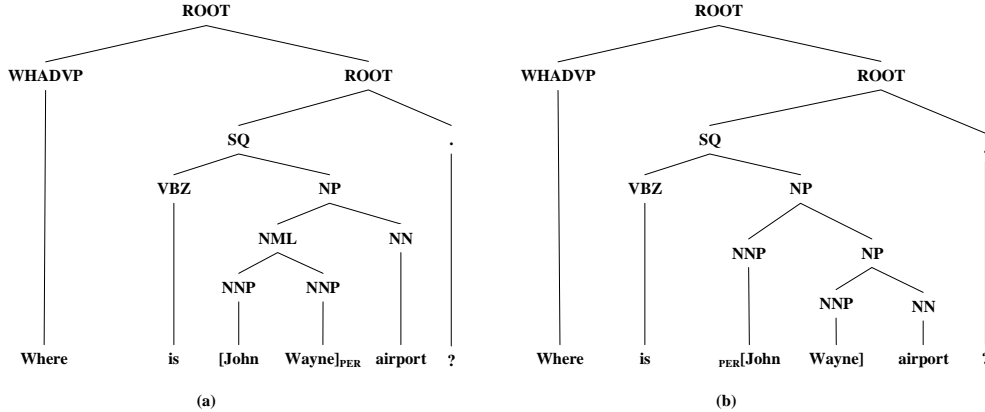 ROOT ROOT
WHADVP ROOT WHADVP ROOT
SQ . SQ .
VBZ NP VBZ NP
NML NN NNP NP
NNP NNP NNP NN
Where is [John Wayne]PER airport ? Where is PER[John Wayne] airport ?
(a) (b)